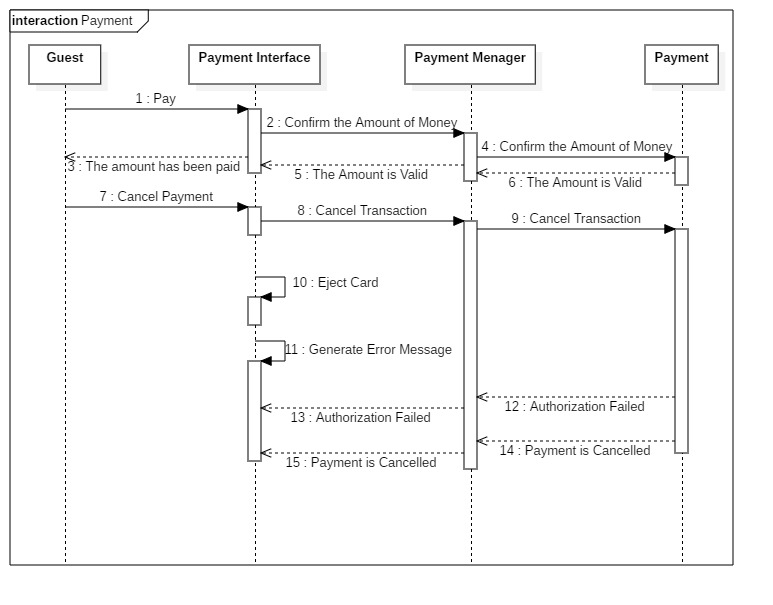 interaction Payment
Guest
Payment Interface
Payment Menager
Payment
1 : Pay
2 : Confirm the Amount of Money
4 : Confirm the Amount of Money
3 : The amount has been paid
5 : The Amount is Valid
6 : The Amount is Valid
7 : Cancel Payment
8 : Cancel Transaction
9 : Cancel Transaction
10 : Eject Card
11 : Generate Error Message
12 : Authorization Failed
13 : Authorization Failed
14 : Payment is Cancelled
15 : Payment is Cancelled